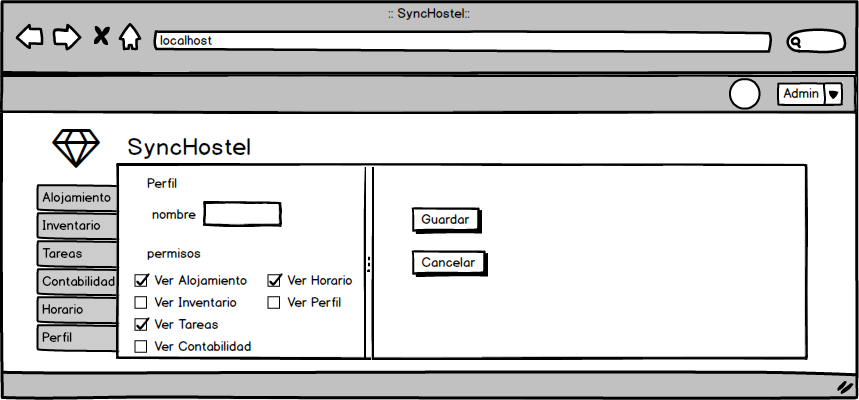 :: SyncHostel::
localhost
Admin
SyncHostel
Alojamiento
Inventario
Tareas
Contabilidad
Horario
Perfil
Perfil
nombre
permisos
Ver Alojamiento
Ver Horario
Ver Inventario
Ver Perfil
Ver Tareas
Ver Contabilidad
Guardar
Cancelar